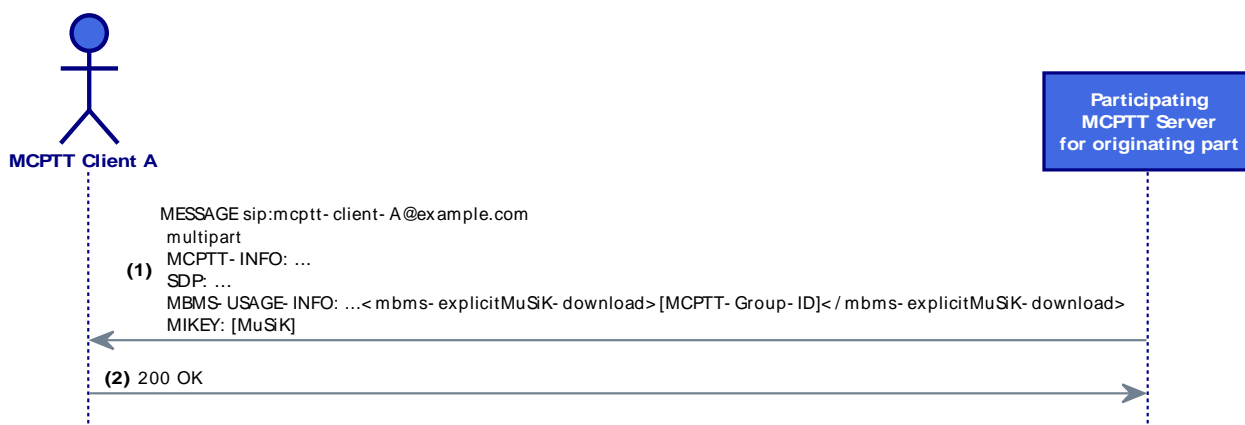 MCPTT Client A
Participating
MCPTT Server
for originating part
MESSAGE sip:mcptt-client-A@example.com
multipart
MCPTT-INFO: ...
(1)
SDP: ...
MBMS-USAGE-INFO: ...<mbms-explicitMuSiK-download>[MCPTT-Group-ID]</mbms-explicitMuSiK-download>
MIKEY: [MuSiK]
(2) 200 OK